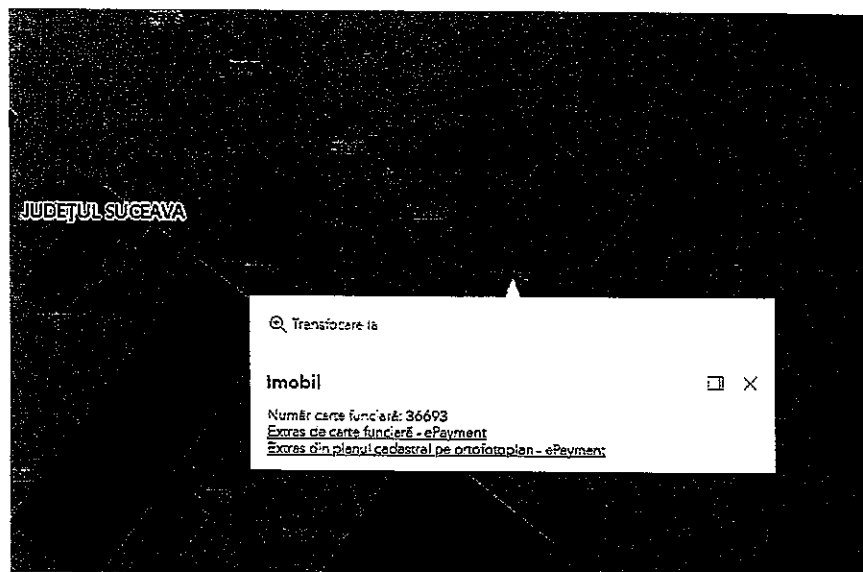 JUDEȚUL SUCEAVA
Transfocare la
Imobil
Număr carte funciară: 36693
Extras de carte funciară - ePayment
Extras din planul cadastral pe ortofotoplan - ePayment